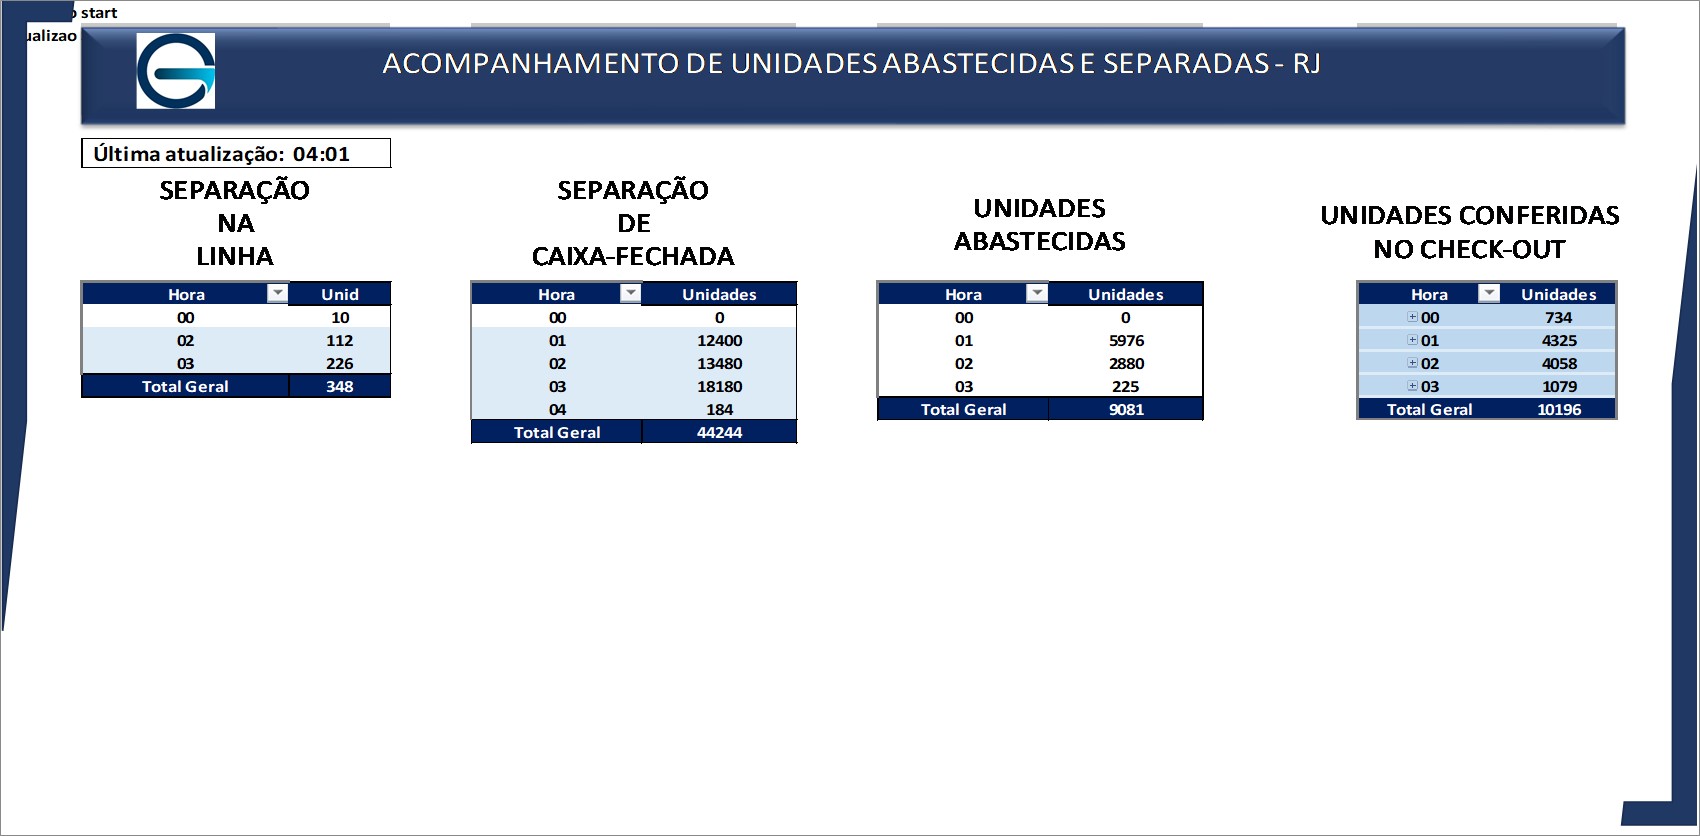 start
ACOMPANHAMENTO DE UNIDADES ABASTECIDAS E SEPARADAS - RJ
Última atualização: 04:01
SEPARAÇÃO
NA
LINHA
Hora Unid
00 10
02 112
03 226
Total Geral 348
SEPARAÇÃO
DE
CAIXA-FECHADA
Hora Unidades
00 0
01 12400
02 13480
03 18180
04 184
Total Geral 44244
UNIDADES
ABASTECIDAS
Hora Unidades
00 0
01 5976
02 2880
03 225
Total Geral 9081
UNIDADES CONFERIDAS
NO CHECK-OUT
Hora Unidades
00 734
01 4325
02 4058
03 1079
Total Geral 10196